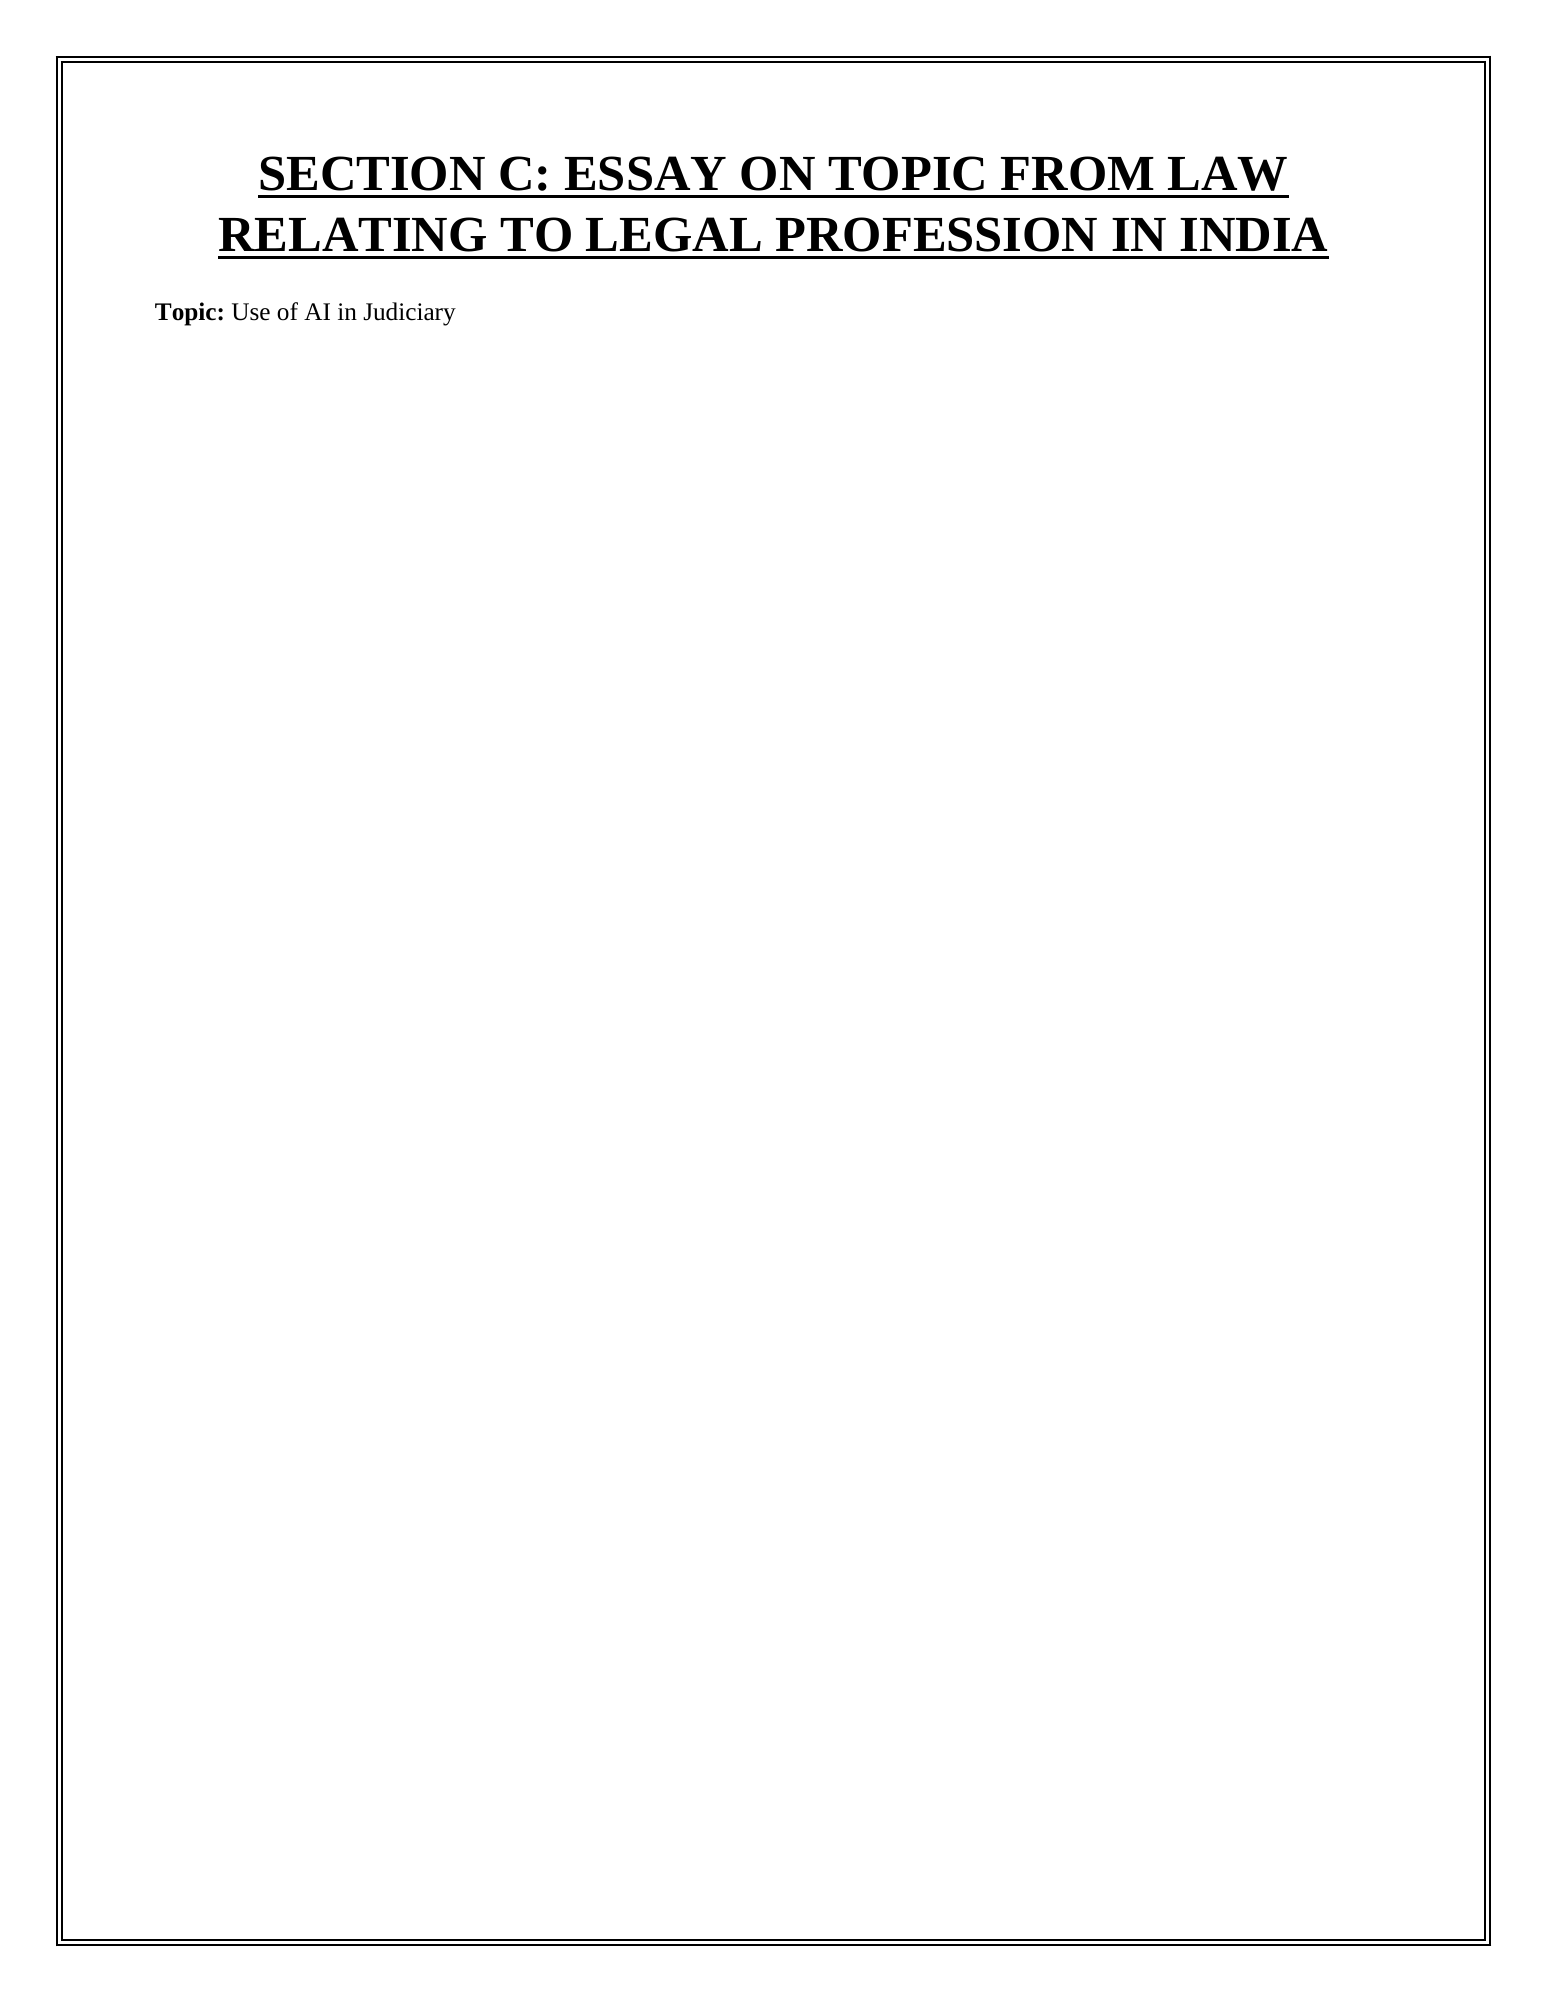 SECTION C: ESSAY ON TOPIC FROM LAW
RELATING TO LEGAL PROFESSION IN INDIA
Topic: Use of AI in Judiciary